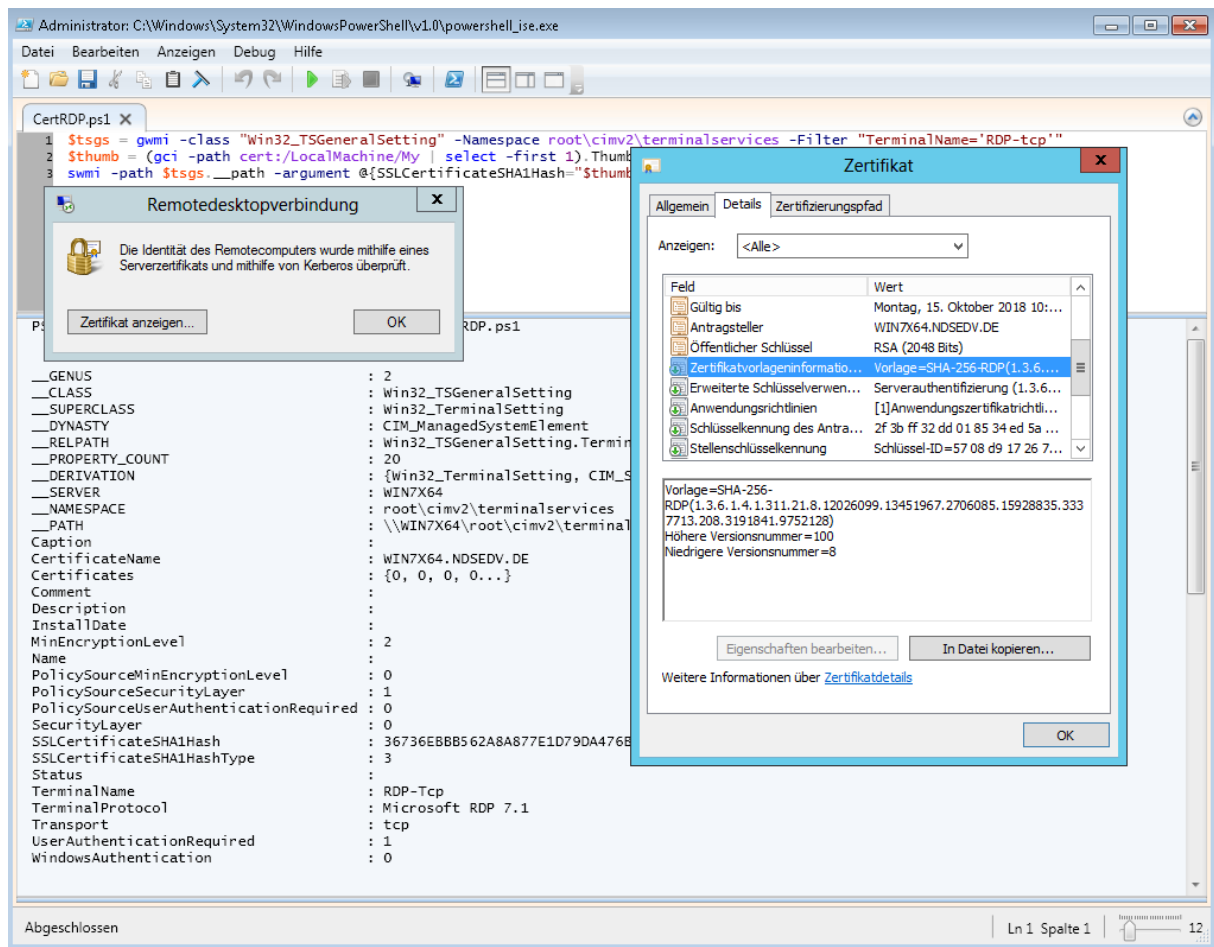 Administrator: C:\Windows\System32\WindowsPowerShell\v1.0\powershell_ise.exe
Datei Bearbeiten Anzeigen Debug Hilfe
CertRDP.ps1
1 $tsgs = gwmi -class "Win32_TSGeneralSetting" -Namespace root\cimv2\terminalservices -Filter "TerminalName='RDP-tcp'"
2 $thumb = (gci -path cert:/LocalMachine/My | select -first 1).Thumb
3 swmi -path $tsgs.__path -argument @{SSLCertificateSHA1Hash="$thumb
Remotedesktopverbindung
Die Identität des Remotecomputers wurde mithilfe eines
Serverzertifikats und mithilfe von Kerberos überprüft.
Zertifikat anzeigen...
OK
RDP.ps1
__GENUS : 2
__CLASS : Win32_TSGeneralSetting
__SUPERCLASS : Win32_TerminalSetting
__DYNASTY : CIM_ManagedSystemElement
__RELPATH : Win32_TSGeneralSetting.Termin
__PROPERTY_COUNT : 20
__DERIVATION : {Win32_TerminalSetting, CIM_S
__SERVER : WIN7X64
__NAMESPACE : root\cimv2\terminalservices
__PATH : \\WIN7X64\root\cimv2\terminal
Caption :
CertificateName : WIN7X64.NDSEDV.DE
Certificates : {0, 0, 0, 0...}
Comment :
Description :
InstallDate :
MinEncryptionLevel : 2
Name :
PolicySourceMinEncryptionLevel : 0
PolicySourceSecurityLayer : 1
PolicySourceUserAuthenticationRequired : 0
SecurityLayer : 0
SSLCertificateSHA1Hash : 36736EBBB562A8A877E1D79DA476
SSLCertificateSHA1HashType : 3
Status :
TerminalName : RDP-Tcp
TerminalProtocol : Microsoft RDP 7.1
Transport : tcp
UserAuthenticationRequired : 1
WindowsAuthentication : 0
Zertifikat
Allgemein Details Zertifizierungspfad
Anzeigen: <Alle>
Feld Wert
Gültig bis Montag, 15. Oktober 2018 10:...
Antragsteller WIN7X64.NDSEDV.DE
Öffentlicher Schlüssel RSA (2048 Bits)
Zertifikatvorlageninformatio... Vorlage=SHA-256-RDP(1.3.6....
Erweiterte Schlüsselverwen... Serverauthentifizierung (1.3.6...
Anwendungsrichtlinien [1]Anwendungszertifikatrichtli...
Schlüsselkennung des Antra... 2f 3b ff 32 dd 01 85 34 ed 5a ...
Stellenschlüsselkennung Schlüssel-ID=57 08 d9 17 26 7...
Vorlage=SHA-256-
RDP(1.3.6.1.4.1.311.21.8.12026099.13451967.2706085.15928835.333
7713.208.3191841.9752128)
Höhere Versionsnummer=100
Niedrigere Versionsnummer=8
Eigenschaften bearbeiten...
In Datei kopieren...
Weitere Informationen über Zertifikatdetails
OK
Abgeschlossen
Ln 1 Spalte 1
12